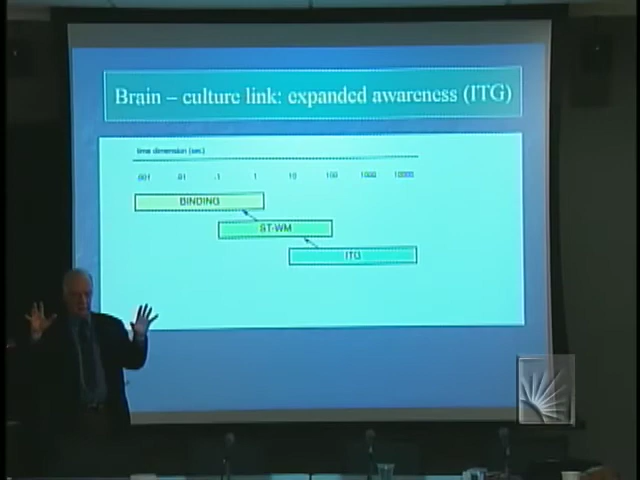 Brain – culture link: expanded awareness (ITG)
time dimension (sec)
.001 .01 .1 1 10 100 1000 10000
BINDING
ST-WM
ITG